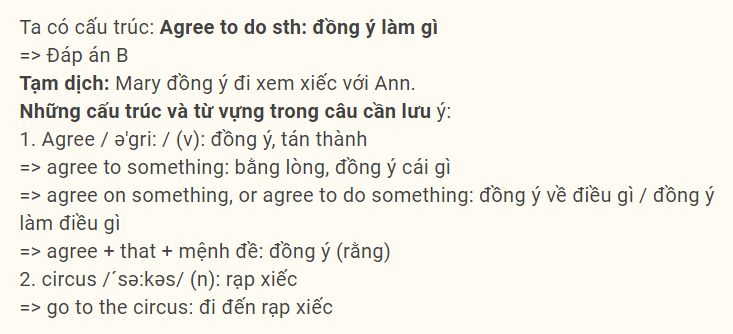 Ta có cấu trúc: Agree to do sth: đồng ý làm gì
=> Đáp án B
Tạm dịch: Mary đồng ý đi xem xiếc với Ann.
Những cấu trúc và từ vựng trong câu cần lưu ý:
1. Agree / ə'gri: / (v): đồng ý, tán thành
=> agree to something: bằng lòng, đồng ý cái gì
=> agree on something, or agree to do something: đồng ý về điều gì / đồng ý
làm điều gì
=> agree + that + mệnh đề: đồng ý (rằng)
2. circus /´sə:kəs/ (n): rạp xiếc
=> go to the circus: đi đến rạp xiếc